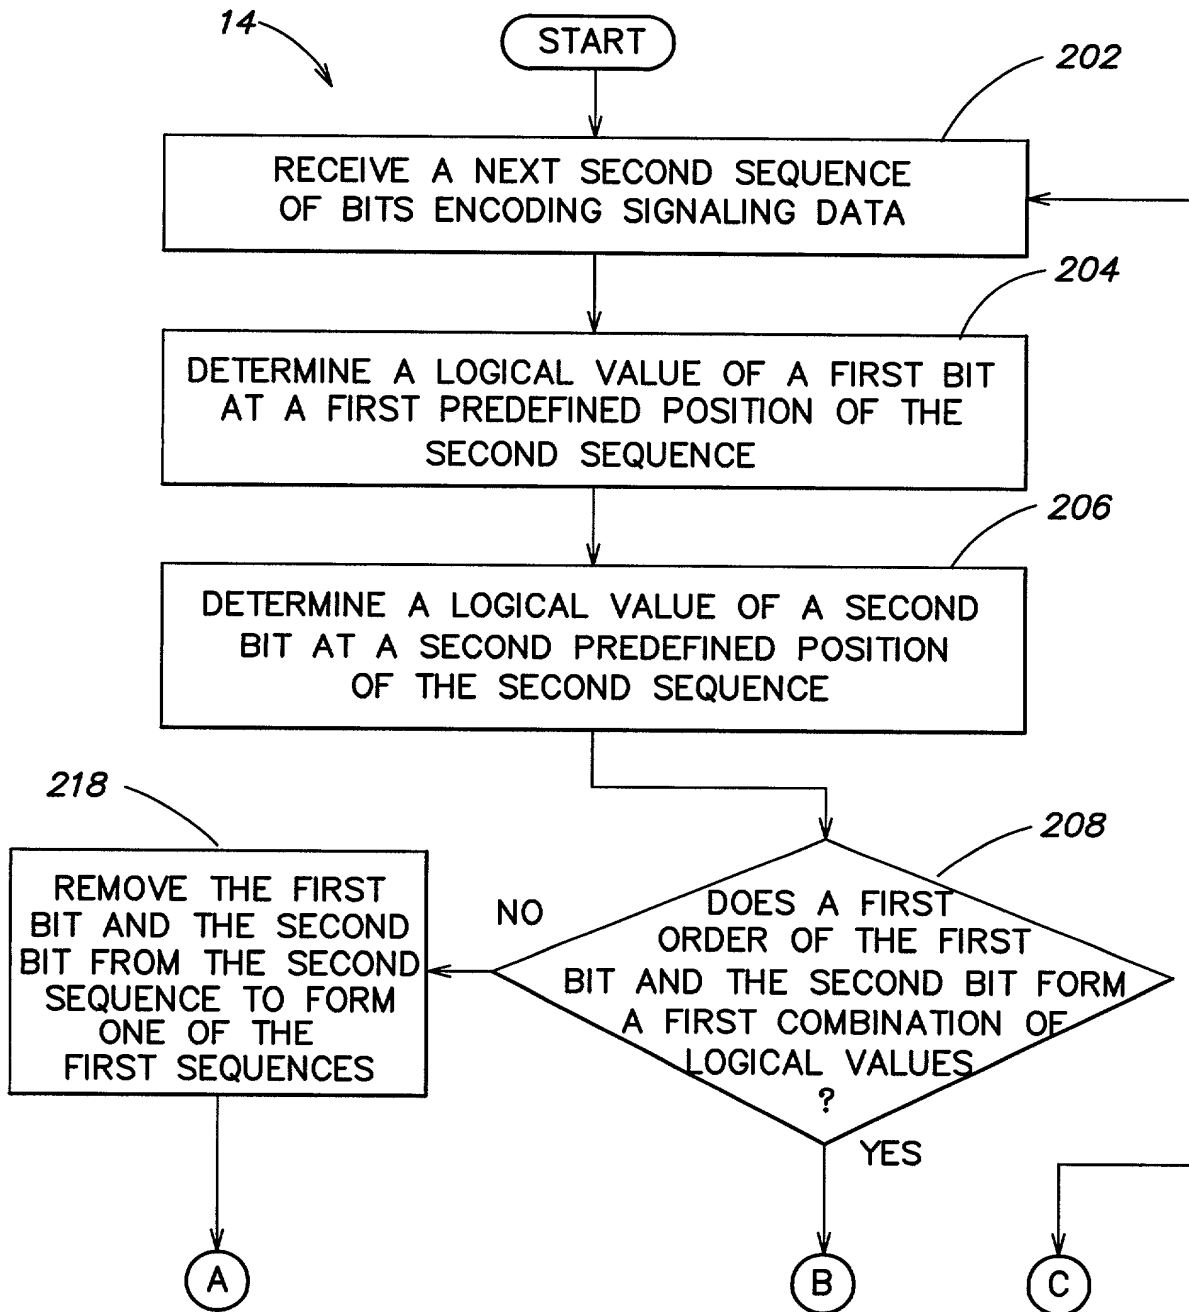 14
START
202
RECEIVE A NEXT SECOND SEQUENCE
OF BITS ENCODING SIGNALING DATA
204
DETERMINE A LOGICAL VALUE OF A FIRST BIT
AT A FIRST PREDEFINED POSITION OF THE
SECOND SEQUENCE
206
DETERMINE A LOGICAL VALUE OF A SECOND
BIT AT A SECOND PREDEFINED POSITION
OF THE SECOND SEQUENCE
218
REMOVE THE FIRST
BIT AND THE SECOND
BIT FROM THE SECOND
SEQUENCE TO FORM
ONE OF THE
FIRST SEQUENCES
NO
208
DOES A FIRST
ORDER OF THE FIRST
BIT AND THE SECOND BIT FORM
A FIRST COMBINATION OF
LOGICAL VALUES
?
YES
A
B
C